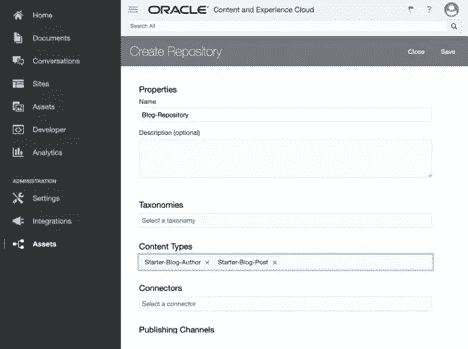 Home
Documents
Conversations
Sites
Assets
Developer
Analytics
ADMINISTRATION
Settings
Integrations
Assets
ORACLE Content and Experience Cloud
?
Search All
Create Repository Close Save
Properties
Name
Blog-Repository
Description (optional)
Taxonomies
Select a taxonomy
Content Types
Starter-Blog-Author × Starter-Blog-Post ×
Connectors
Select a connector
Publishing Channels